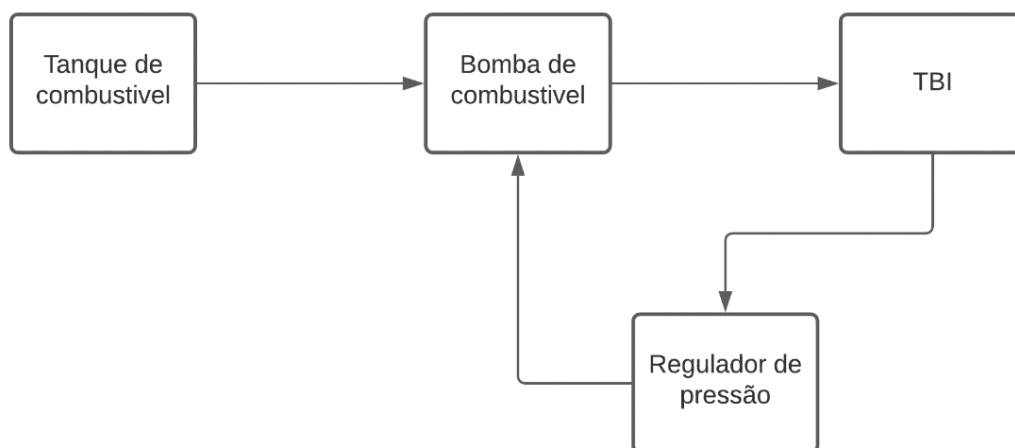 Tanque de
combustivel
Bomba de
combustivel
TBI
Regulador de
pressão